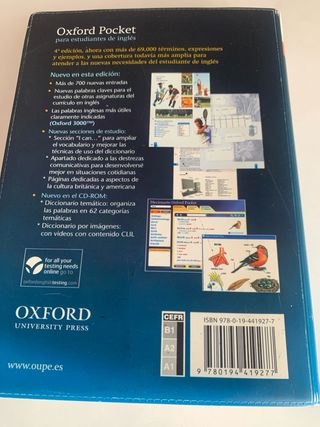 Oxford Pocket
para estudiantes de inglés
4ª edición, ahora con más de 69.000 términos, expresiones
y ejemplos, y una cobertura todavía más amplia para
atender a las nuevas necesidades del estudiante de inglés
Nuevo en esta edición:
• Más de 700 nuevas entradas
• Nuevas palabras claves para el
estudio de otras asignaturas del
currículo en inglés
• Las palabras inglesas más útiles
claramente indicadas
(Oxford 3000™)
• Nuevas secciones de estudio:
• Sección "I can..." para ampliar
el vocabulario y mejorar las
técnicas de uso del diccionario
• Apartado dedicado a las destrezas
comunicativas para desenvolverse
mejor en situaciones cotidianas
• Páginas dedicadas a aspectos de
la cultura británica y americana
• Nuevo en el CD-ROM:
• Diccionario temático: organiza
las palabras en 62 categorías
temáticas
• Diccionario por imágenes:
con vídeos con contenido CLIL
Diccionario Oxford Pocket
for all your
testing needs
online go to
oxfordenglishtesting.com
OXFORD
UNIVERSITY PRESS
www.oupe.es
CEFR
B1
A2
A1
ISBN 978-0-19-441927-7
9 780194 419277